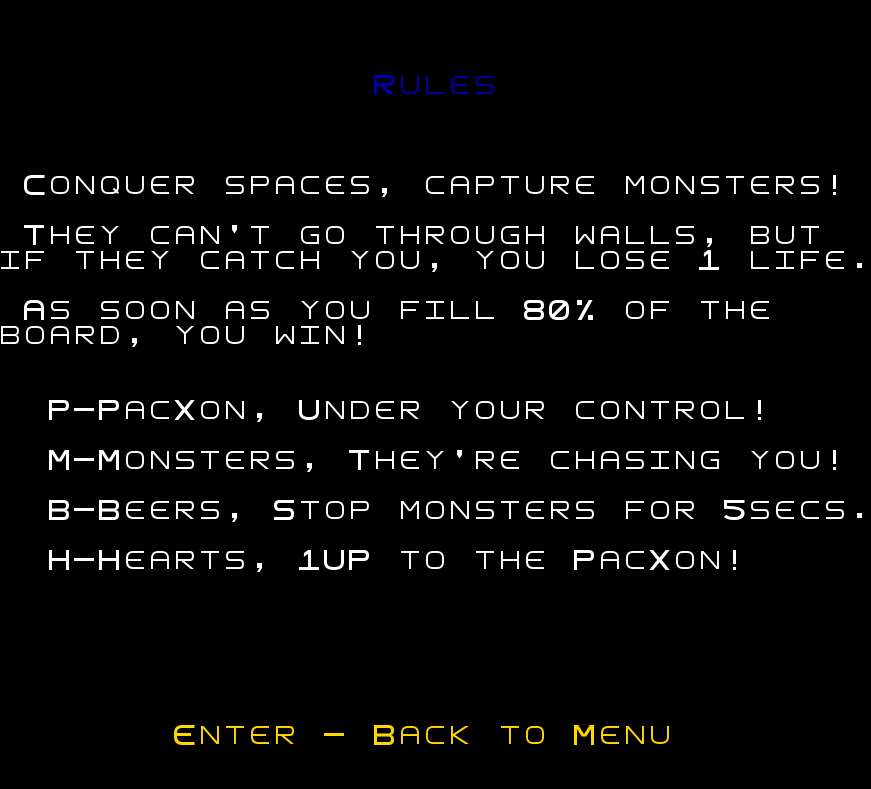 Rules
Conquer spaces, capture monsters!
They can't go through walls, but
if they catch you, you lose 1 life.
As soon as you fill 80% of the
board, you win!
P-PacXon, Under your control!
M-Monsters, They're chasing you!
B-Beers, Stop monsters for 5secs.
H-Hearts, 1UP to the PacXon!
Enter - Back to Menu